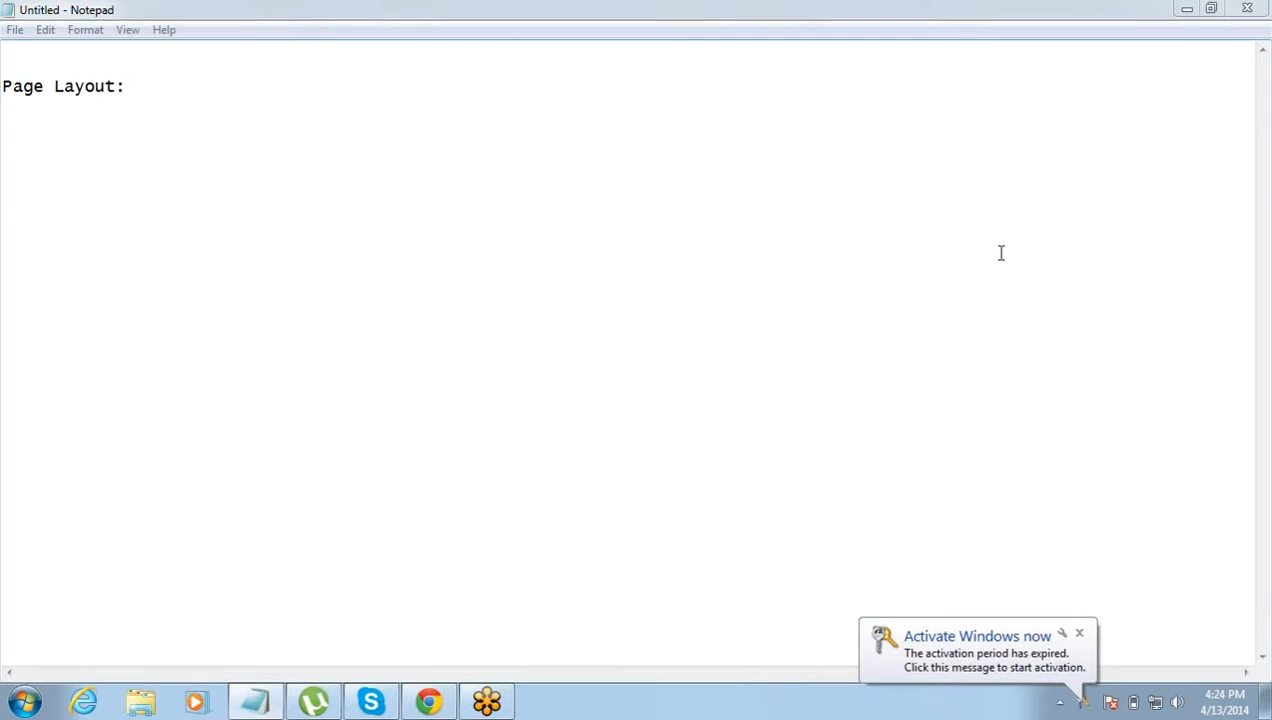 Untitled - Notepad
File Edit Format View Help
Page Layout:
Activate Windows now
The activation period has expired.
Click this message to start activation.
4:24 PM
4/13/2014